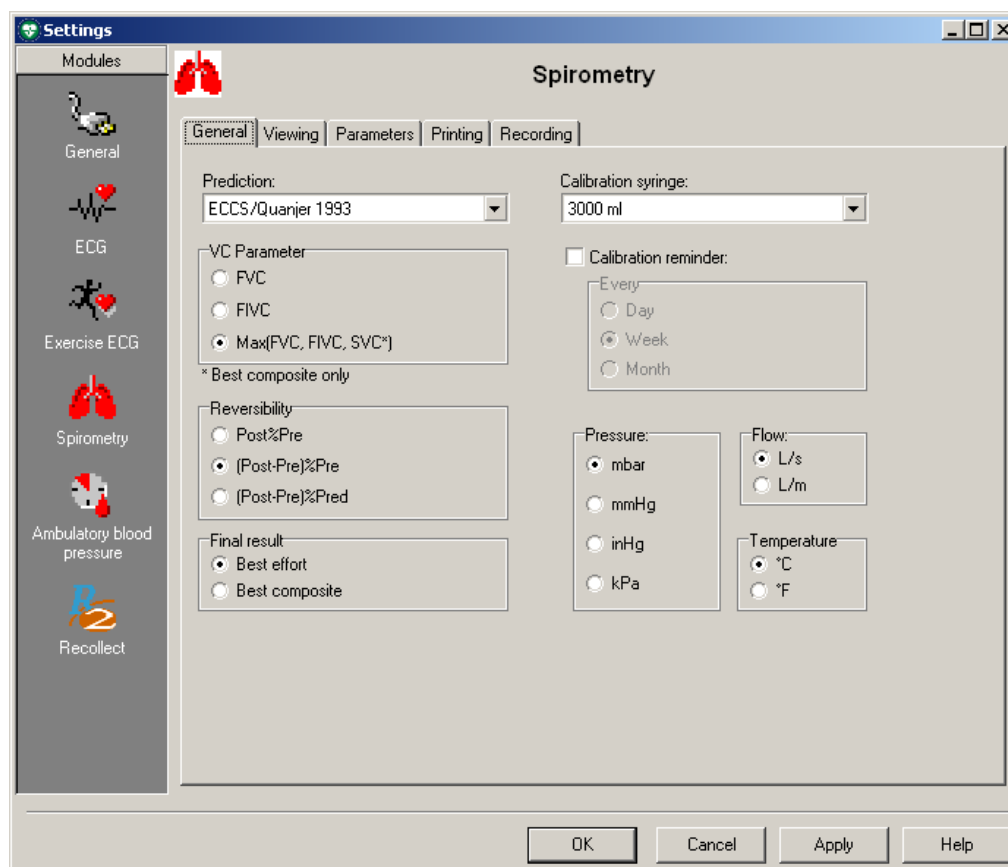 Settings
Modules
General
ECG
Exercise ECG
Spirometry
Ambulatory blood
pressure
R2
Recollect
Spirometry
General Viewing Parameters Printing Recording
Prediction:
ECCS/Quanjer 1993
VC Parameter
FVC
FIVC
Max(FVC, FIVC, SVC*)
* Best composite only
Reversibility
Post%Pre
(Post-Pre)%Pre
(Post-Pre)%Pred
Final result
Best effort
Best composite
Calibration syringe:
3000 ml
Calibration reminder:
Every
Day
Week
Month
Pressure:
mbar
mmHg
inHg
kPa
Flow:
L/s
L/m
Temperature
°C
°F
OK Cancel Apply Help